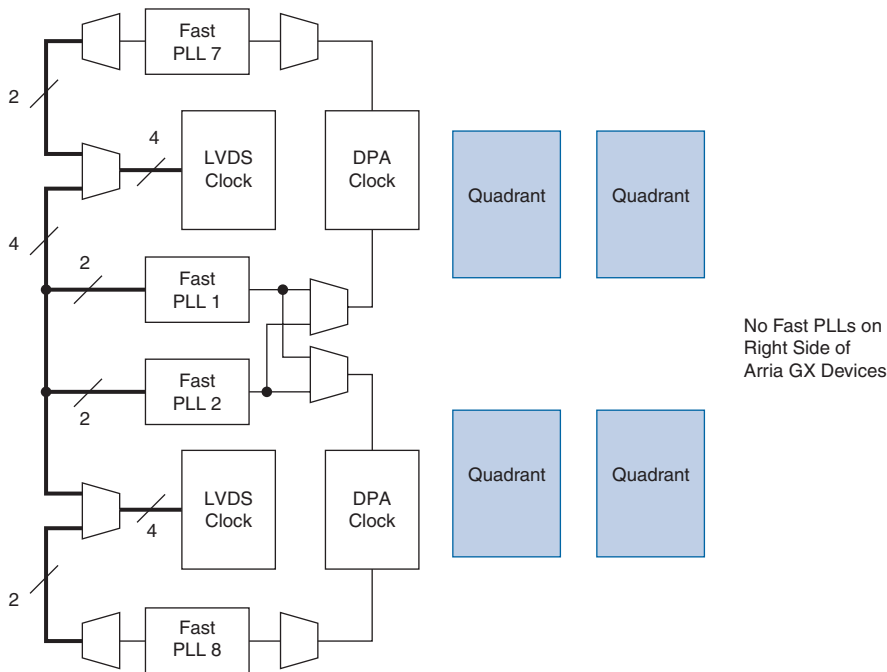 Fast
PLL 7
2
4
LVDS
Clock
DPA
Clock
Quadrant
Quadrant
4
2
Fast
PLL 1
No Fast PLLs on
Right Side of
Arria GX Devices
Fast
PLL 2
2
Quadrant
Quadrant
LVDS
Clock
DPA
Clock
4
2
Fast
PLL 8